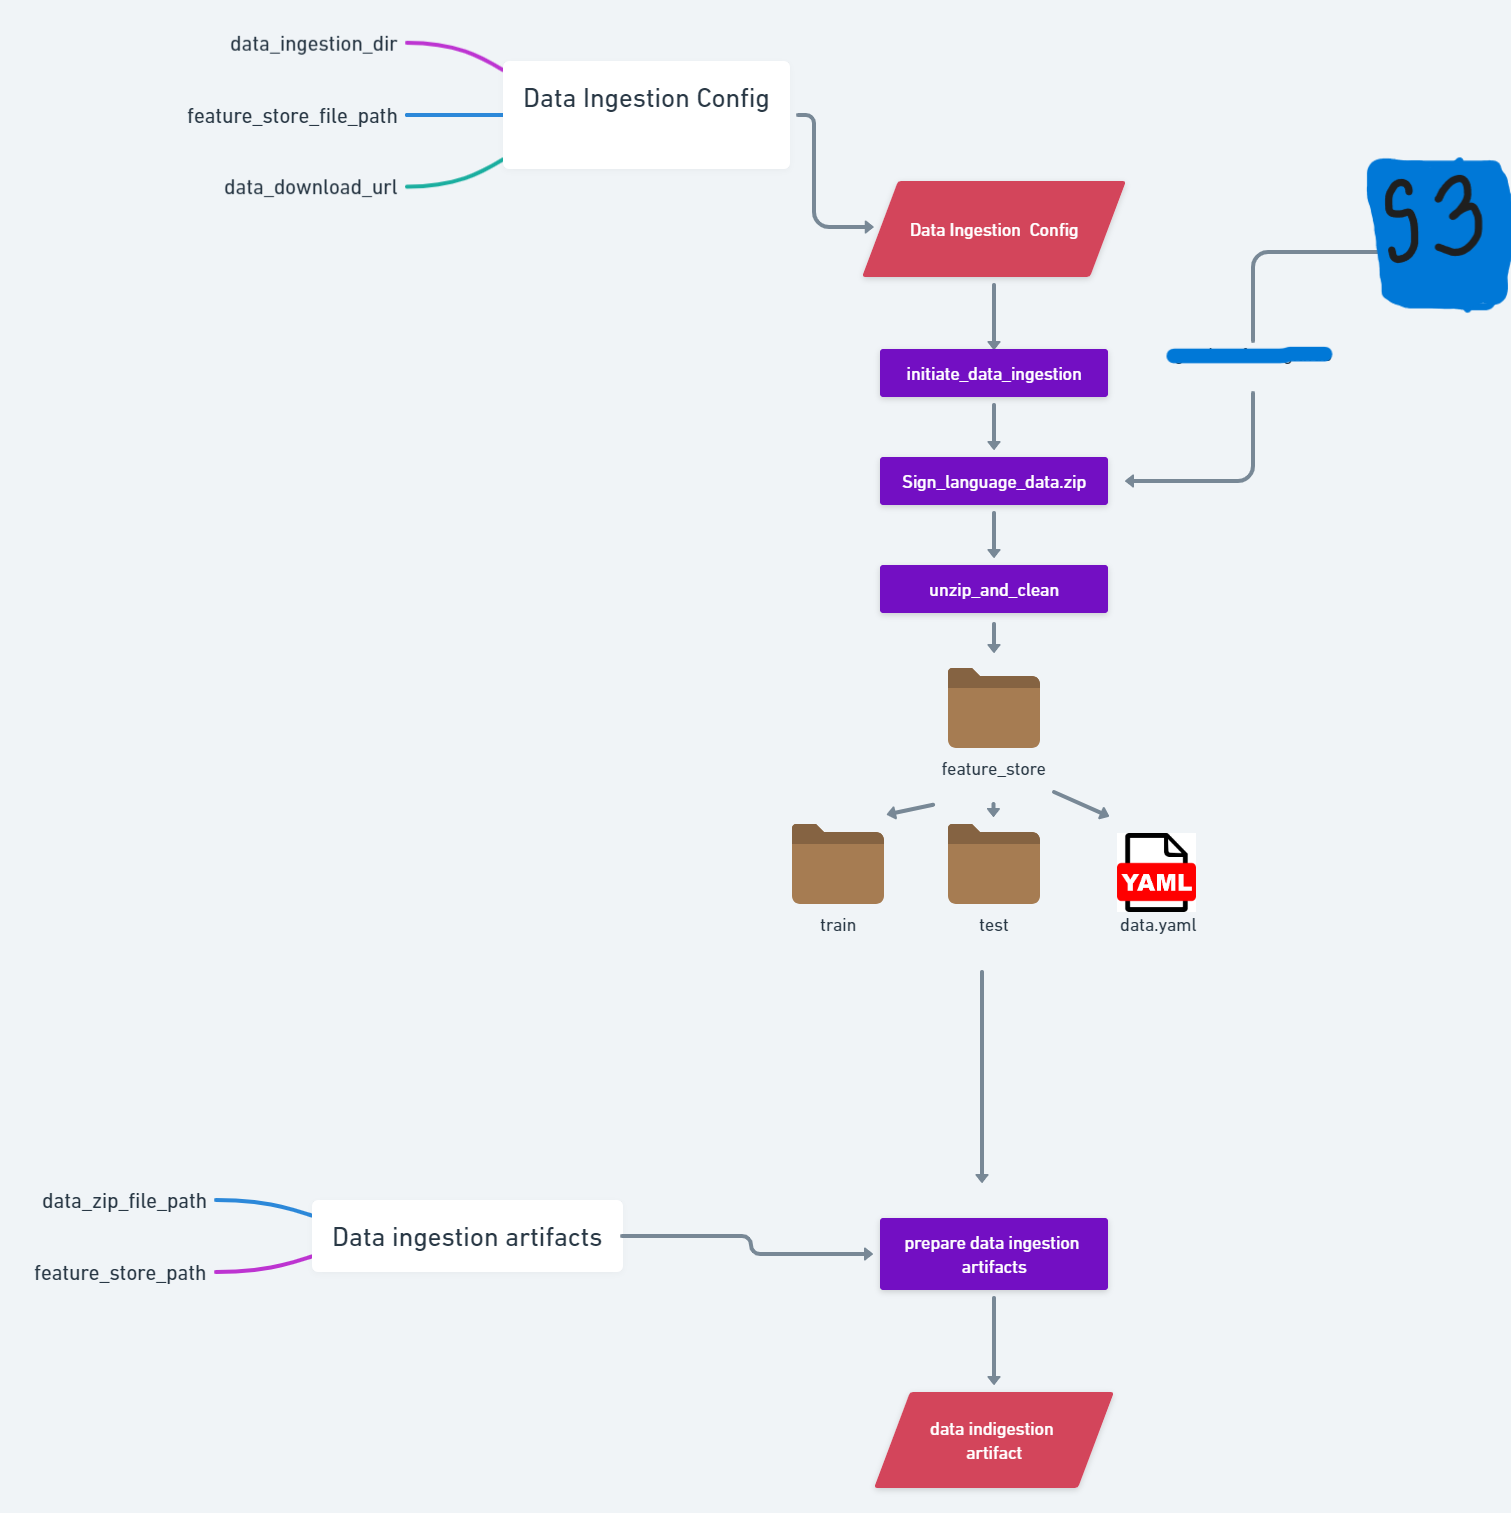 data_ingestion_dir
feature_store_file_path
data_download_url
Data Ingestion Config
Data Ingestion  Config
S3
initiate_data_ingestion
Sign_language_data.zip
unzip_and_clean
feature_store
train
test
YAML
data.yaml
data_zip_file_path
feature_store_path
Data ingestion artifacts
prepare data ingestion
artifacts
data indigestion
artifact